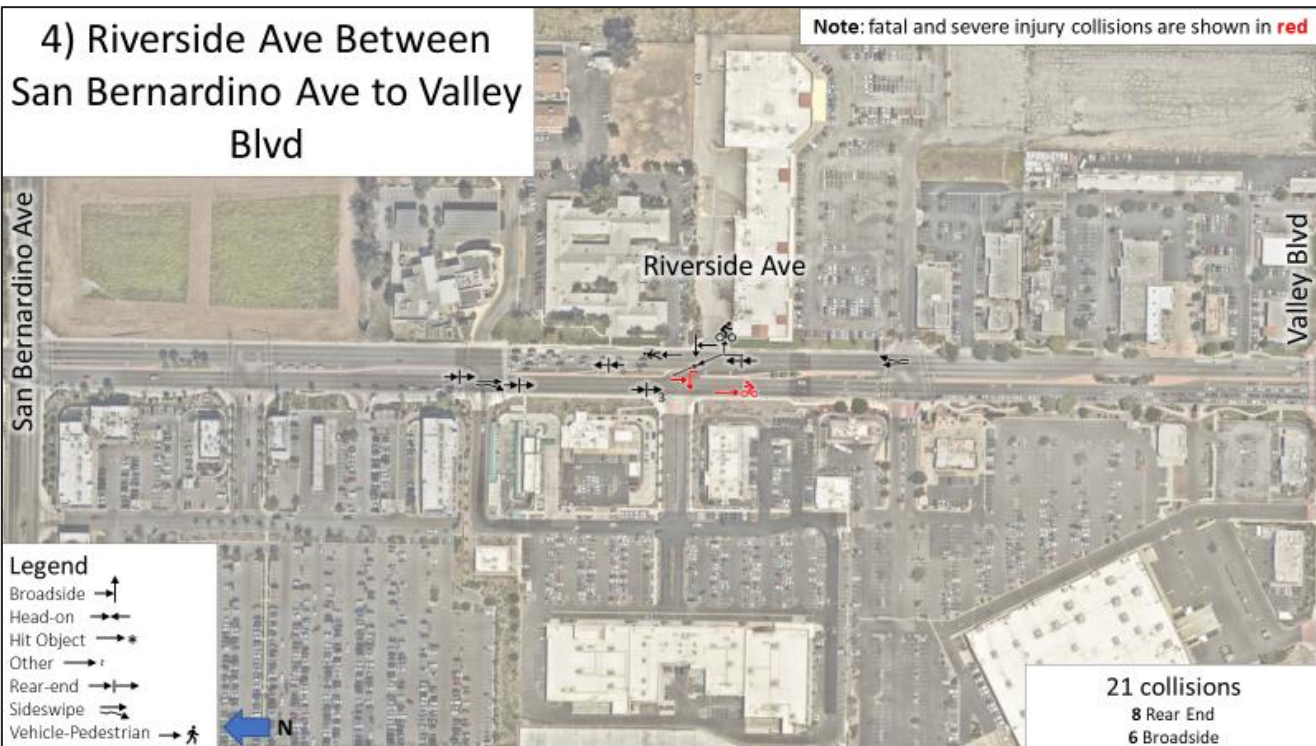 4) Riverside Ave Between
San Bernardino Ave to Valley
Blvd
Note: fatal and severe injury collisions are shown in red
San Bernardino Ave
Riverside Ave
Valley Blvd
3
Legend
Broadside
Head-on
Hit Object
Other
Rear-end
Sideswipe
Vehicle-Pedestrian
N
21 collisions
8 Rear End
6 Broadside